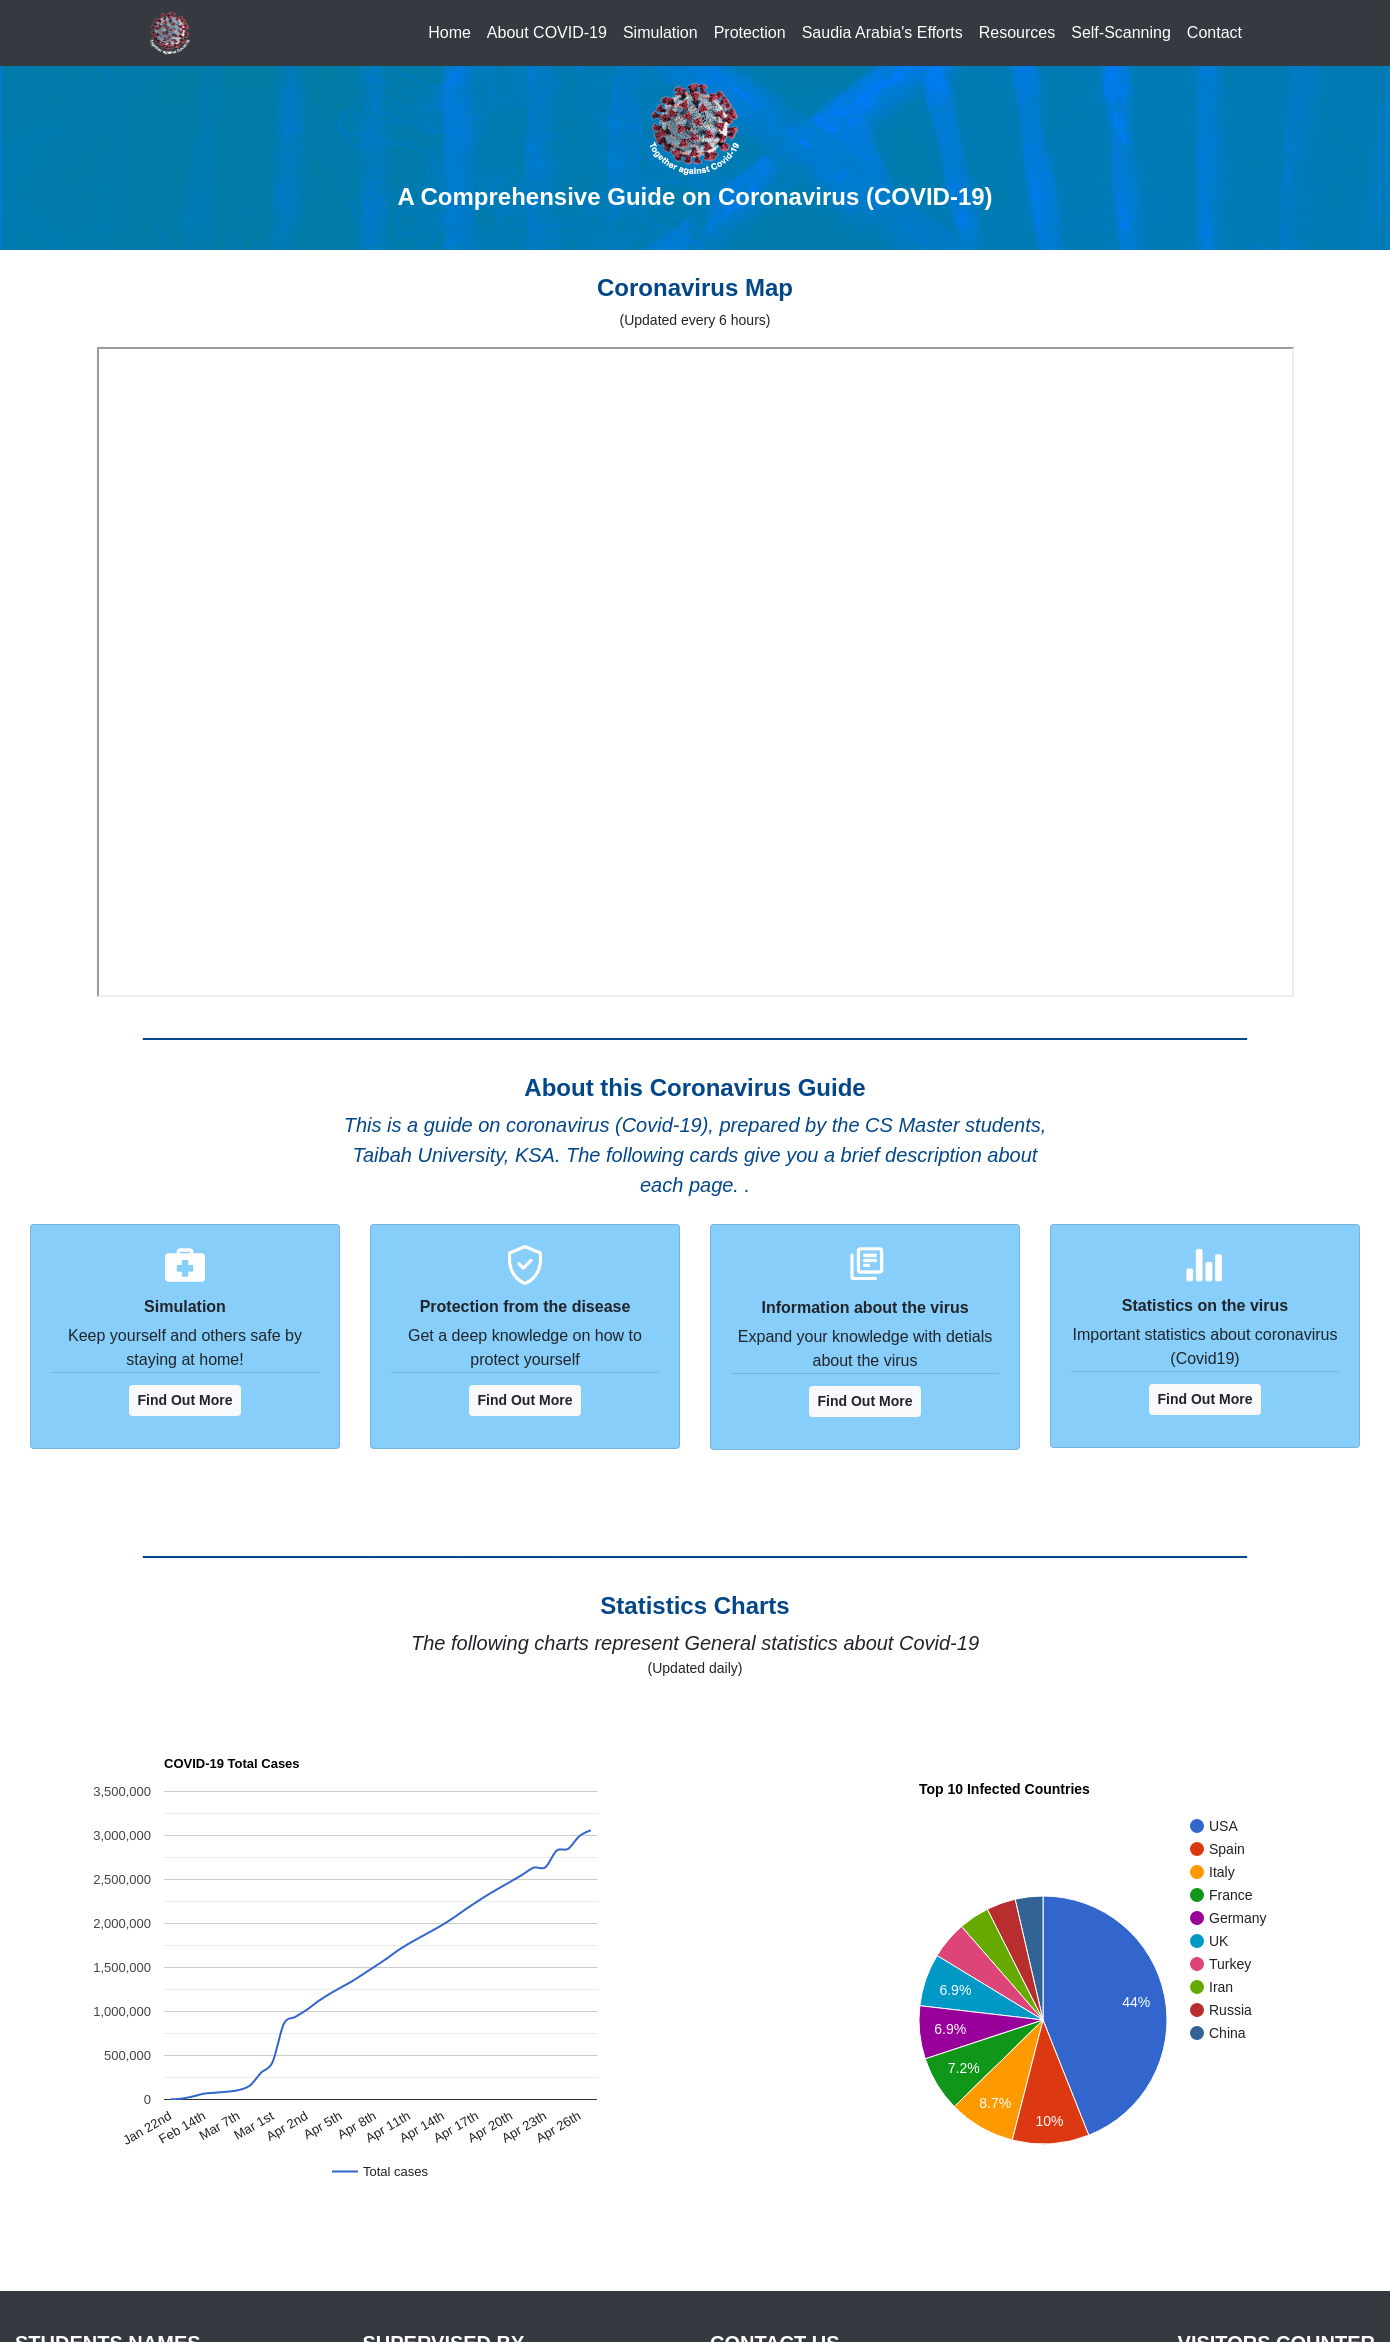 Home About COVID-19 Simulation Protection Saudia Arabia's Efforts Resources Self-Scanning Contact
Together against Covid-19
A Comprehensive Guide on Coronavirus (COVID-19)
Coronavirus Map
(Updated every 6 hours)
About this Coronavirus Guide
This is a guide on coronavirus (Covid-19), prepared by the CS Master students,
Taibah University, KSA. The following cards give you a brief description about
each page. .
Simulation
Keep yourself and others safe by
staying at home!
Find Out More
Protection from the disease
Get a deep knowledge on how to
protect yourself
Find Out More
Information about the virus
Expand your knowledge with detials
about the virus
Find Out More
Statistics on the virus
Important statistics about coronavirus
(Covid19)
Find Out More
Statistics Charts
The following charts represent General statistics about Covid-19
(Updated daily)
COVID-19 Total Cases
3,500,000
3,000,000
2,500,000
2,000,000
1,500,000
1,000,000
500,000
0
Jan 22nd Feb 14th Mar 7th Mar 1st Apr 2nd Apr 5th Apr 8th Apr 11th Apr 14th Apr 17th Apr 20th Apr 23th Apr 26th
Total cases
Top 10 Infected Countries
USA
Spain
Italy
France
Germany
UK
Turkey
Iran
Russia
China
44%
10%
8.7%
7.2%
6.9%
6.9%
STUDENTS NAMES SUPERVISED BY CONTACT US VISITORS COUNTER